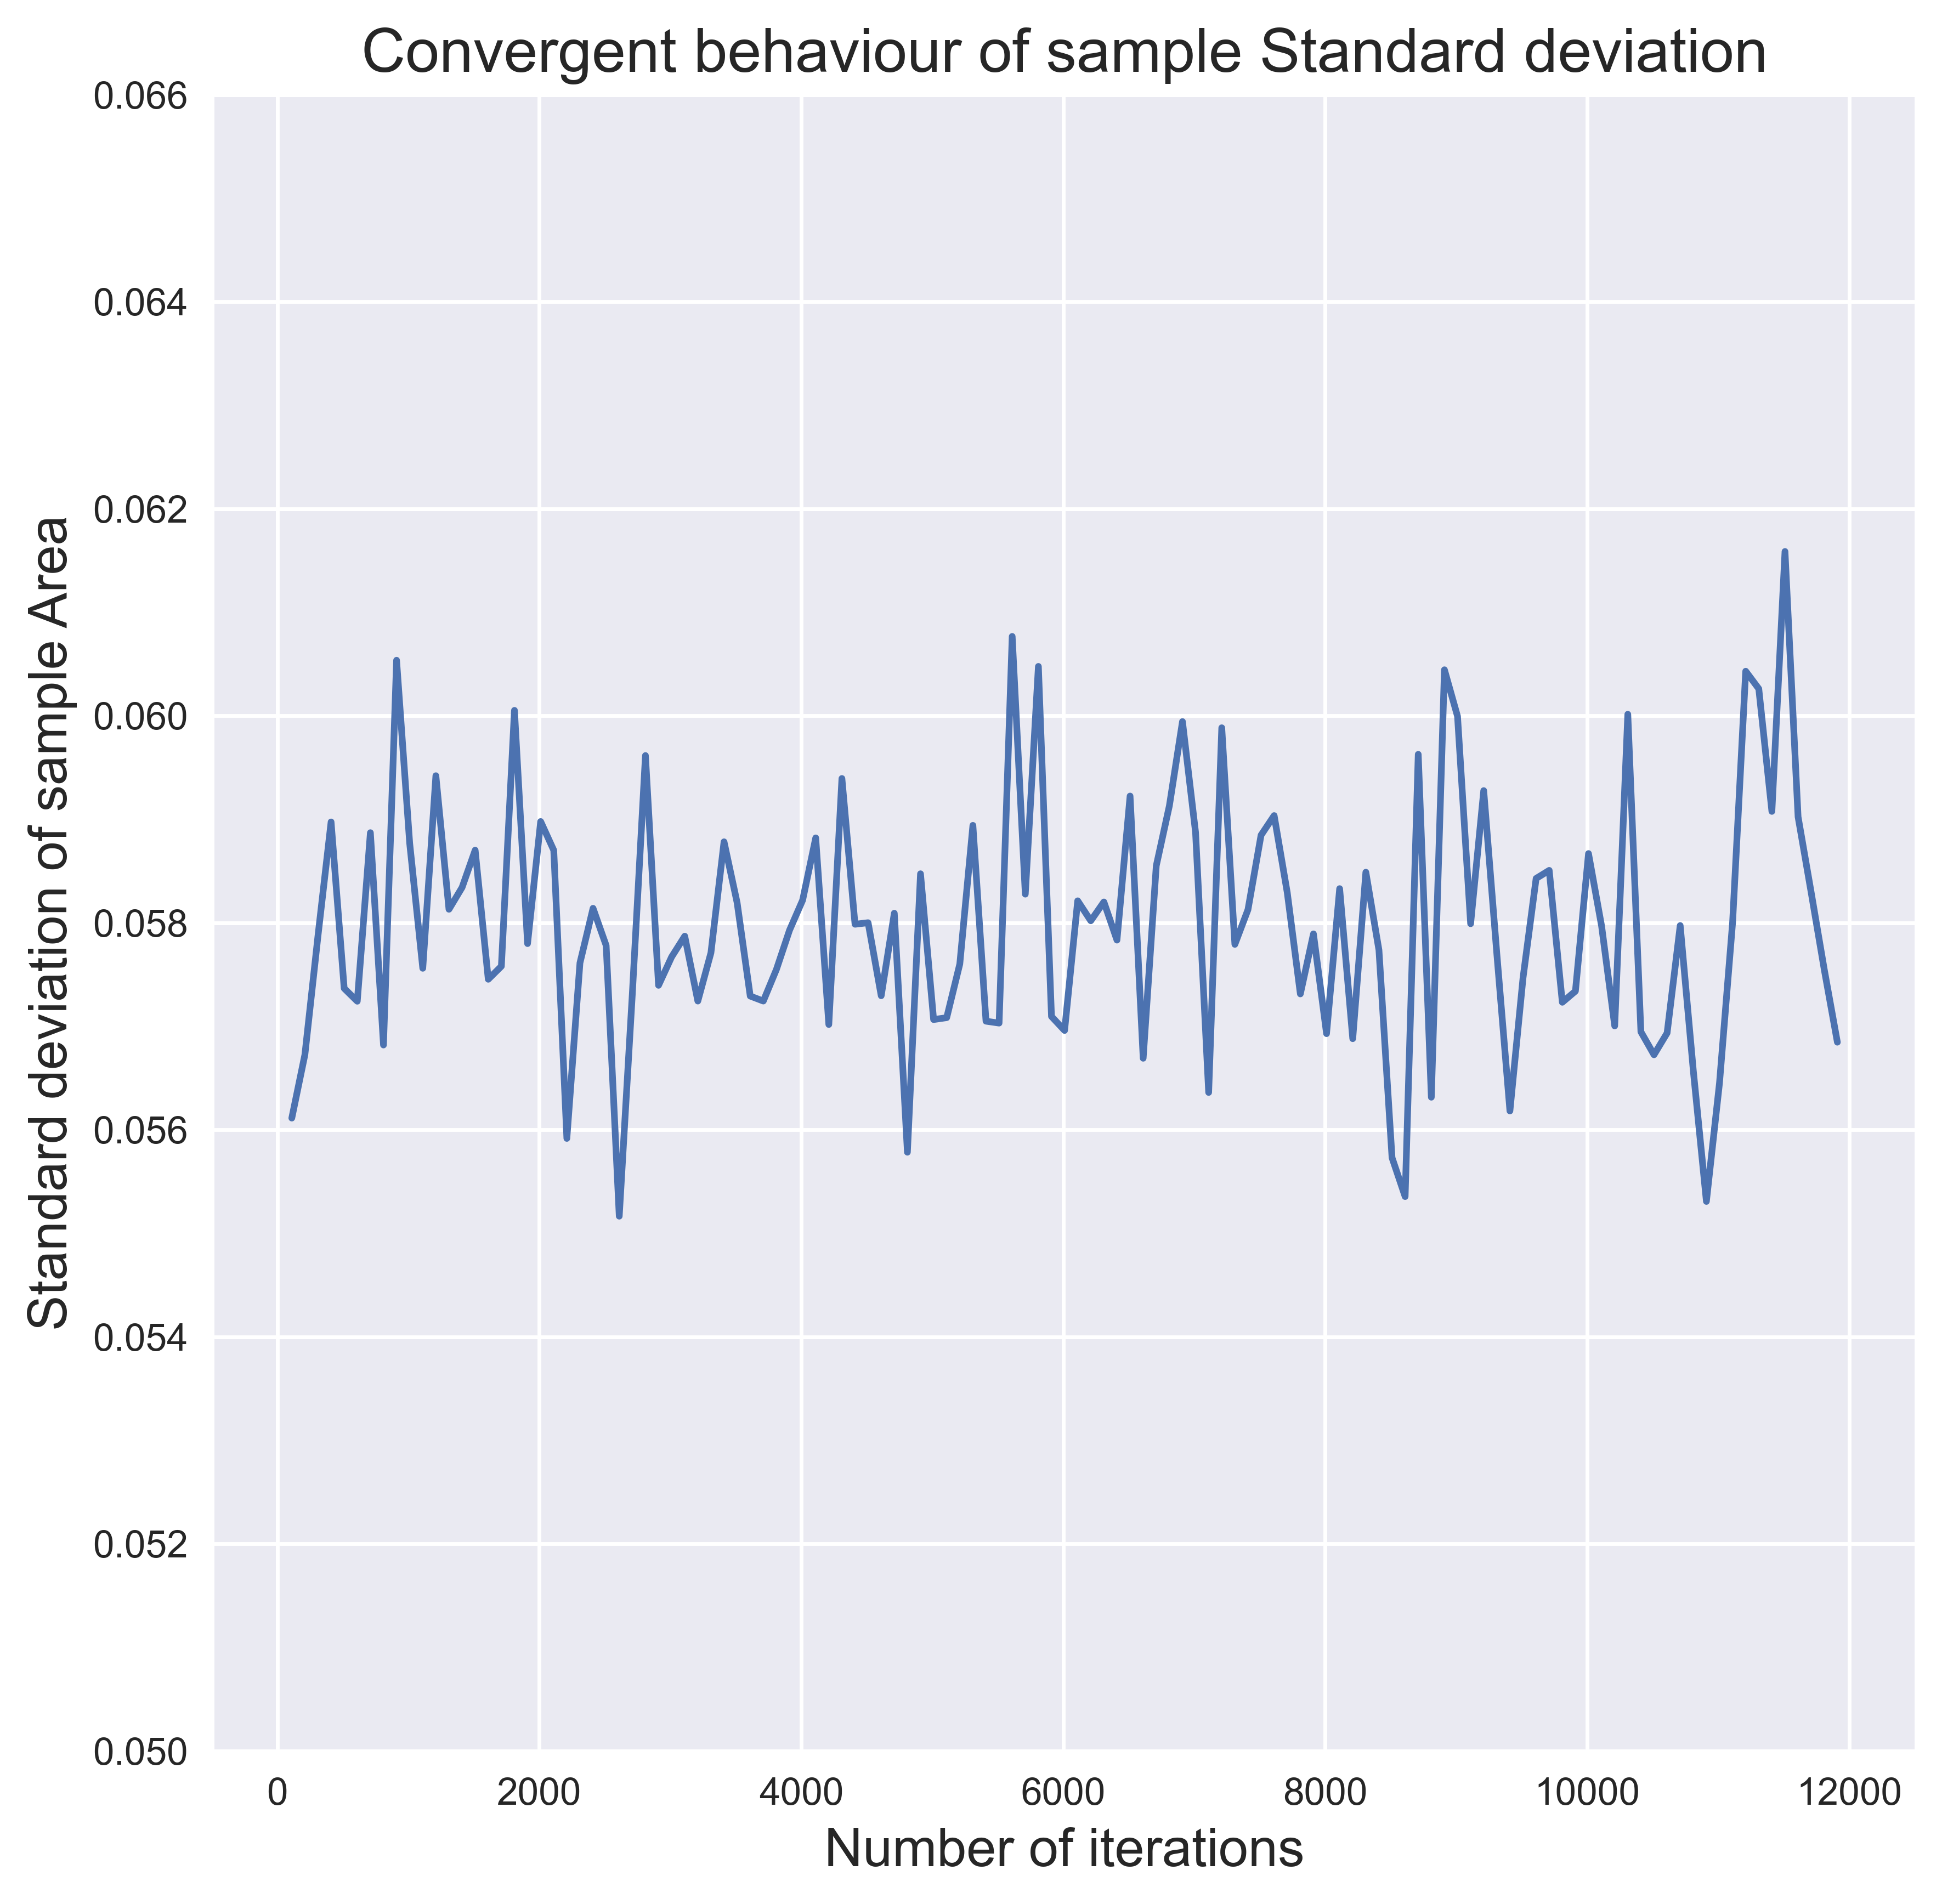 Convergent behaviour of sample Standard deviation
0.066
0.064
0.062
0.060
0.058
0.056
0.054
0.052
0.050
Standard deviation of sample Area
0 2000 4000 6000 8000 10000 12000
Number of iterations